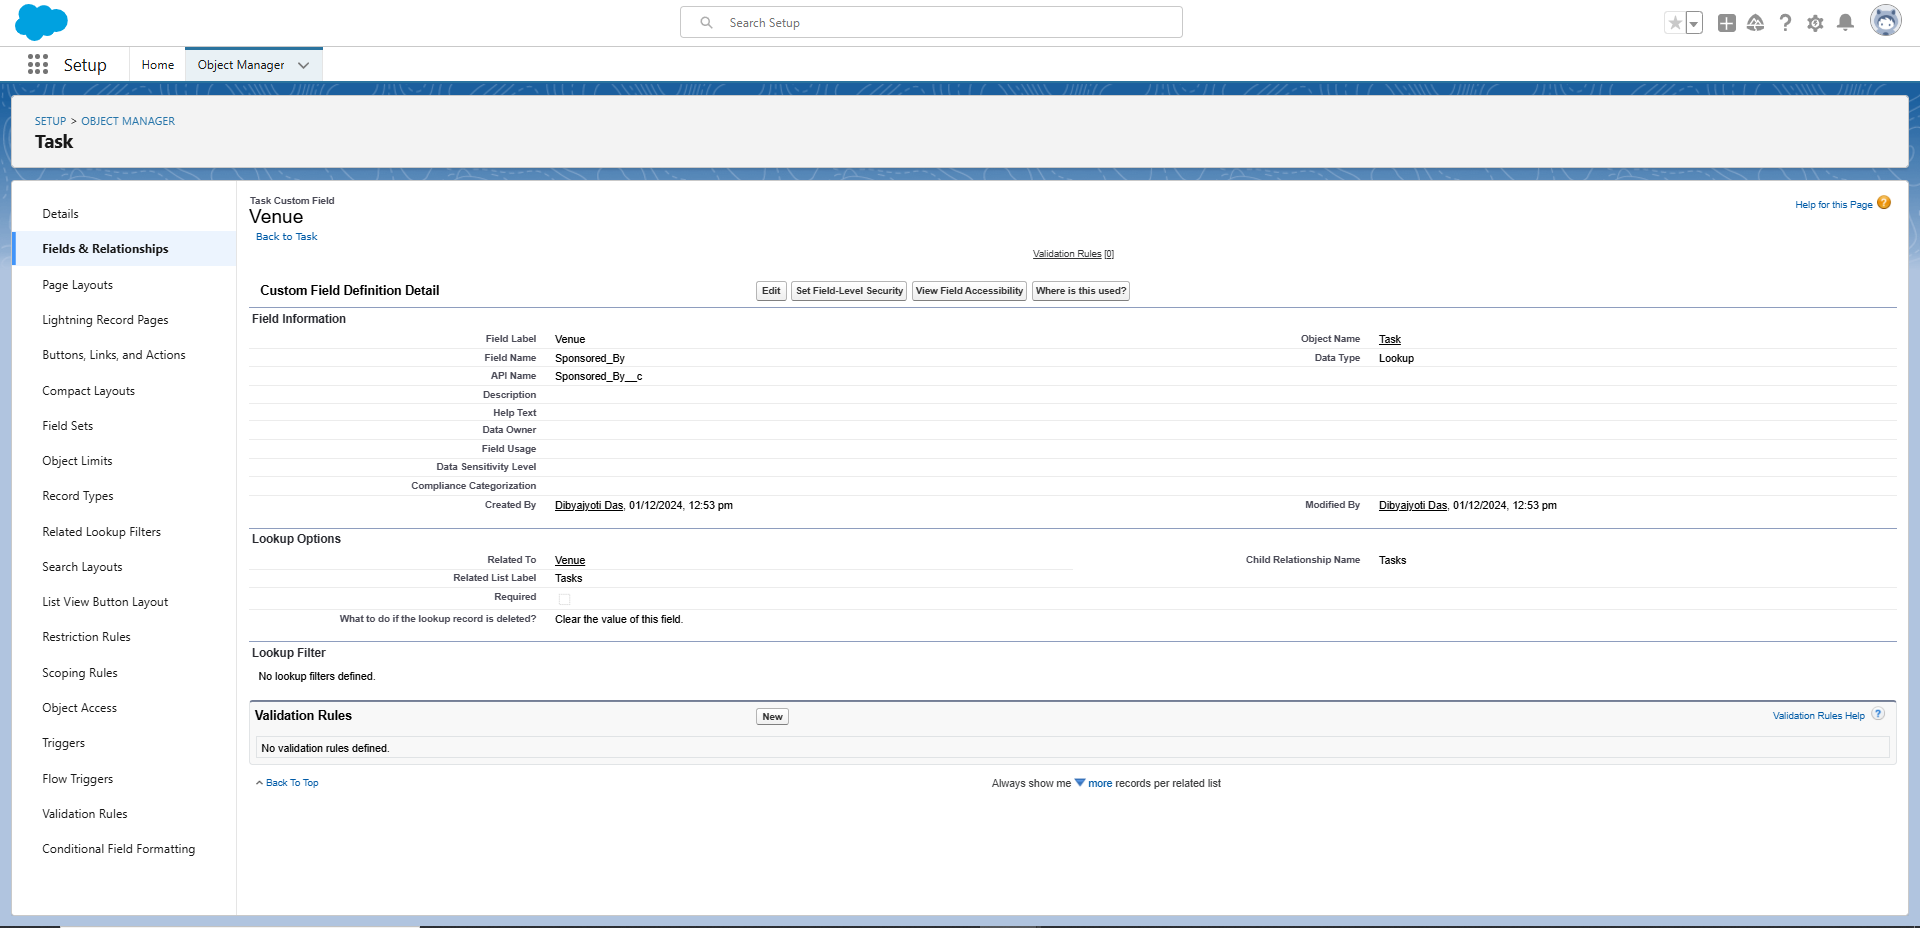 Search Setup
Setup
Home
Object Manager
SETUP > OBJECT MANAGER
Task
Details
Fields & Relationships
Page Layouts
Lightning Record Pages
Buttons, Links, and Actions
Compact Layouts
Field Sets
Object Limits
Record Types
Related Lookup Filters
Search Layouts
List View Button Layout
Restriction Rules
Scoping Rules
Object Access
Triggers
Flow Triggers
Validation Rules
Conditional Field Formatting
Task Custom Field
Venue
Back to Task
Help for this Page ?
Validation Rules [0]
Custom Field Definition Detail
Edit
Set Field-Level Security
View Field Accessibility
Where is this used?
Field Information
Field Label Venue Object Name Task
Field Name Sponsored_By Data Type Lookup
API Name Sponsored_By__c
Description
Help Text
Data Owner
Field Usage
Data Sensitivity Level
Compliance Categorization
Created By Dibyajyoti Das, 01/12/2024, 12:53 pm Modified By Dibyajyoti Das, 01/12/2024, 12:53 pm
Lookup Options
Related To Venue Child Relationship Name Tasks
Related List Label Tasks
Required
What to do if the lookup record is deleted? Clear the value of this field.
Lookup Filter
No lookup filters defined.
Validation Rules
New
Validation Rules Help ?
No validation rules defined.
Back To Top
Always show me more records per related list